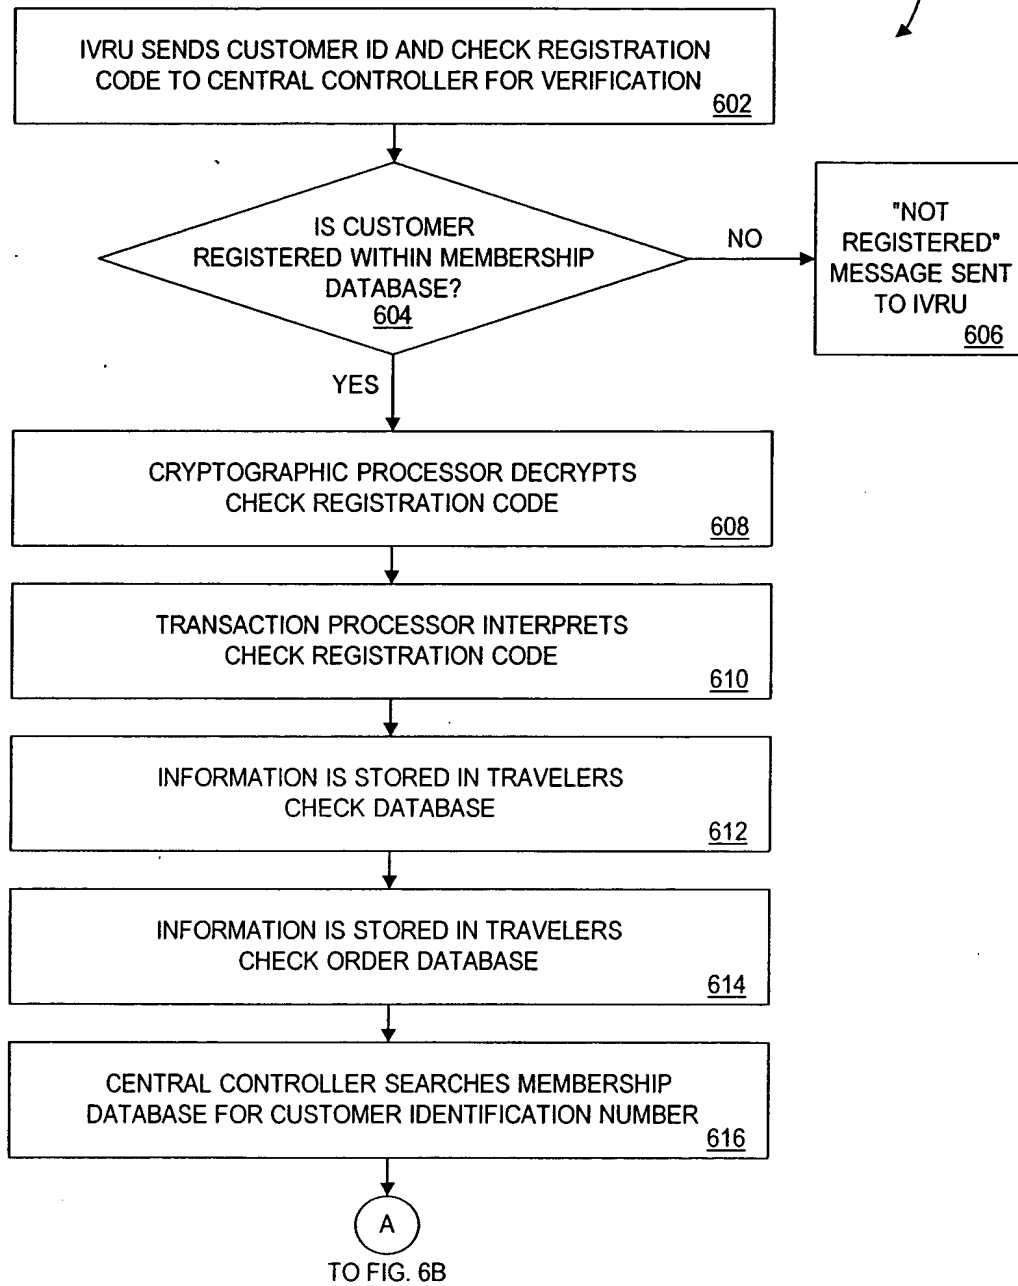 IVRU SENDS CUSTOMER ID AND CHECK REGISTRATION
CODE TO CENTRAL CONTROLLER FOR VERIFICATION
602
IS CUSTOMER
REGISTERED WITHIN MEMBERSHIP
DATABASE?
604
NO
"NOT
REGISTERED"
MESSAGE SENT
TO IVRU
606
YES
CRYPTOGRAPHIC PROCESSOR DECRYPTS
CHECK REGISTRATION CODE
608
TRANSACTION PROCESSOR INTERPRETS
CHECK REGISTRATION CODE
610
INFORMATION IS STORED IN TRAVELERS
CHECK DATABASE
612
INFORMATION IS STORED IN TRAVELERS
CHECK ORDER DATABASE
614
CENTRAL CONTROLLER SEARCHES MEMBERSHIP
DATABASE FOR CUSTOMER IDENTIFICATION NUMBER
616
A
TO FIG. 6B